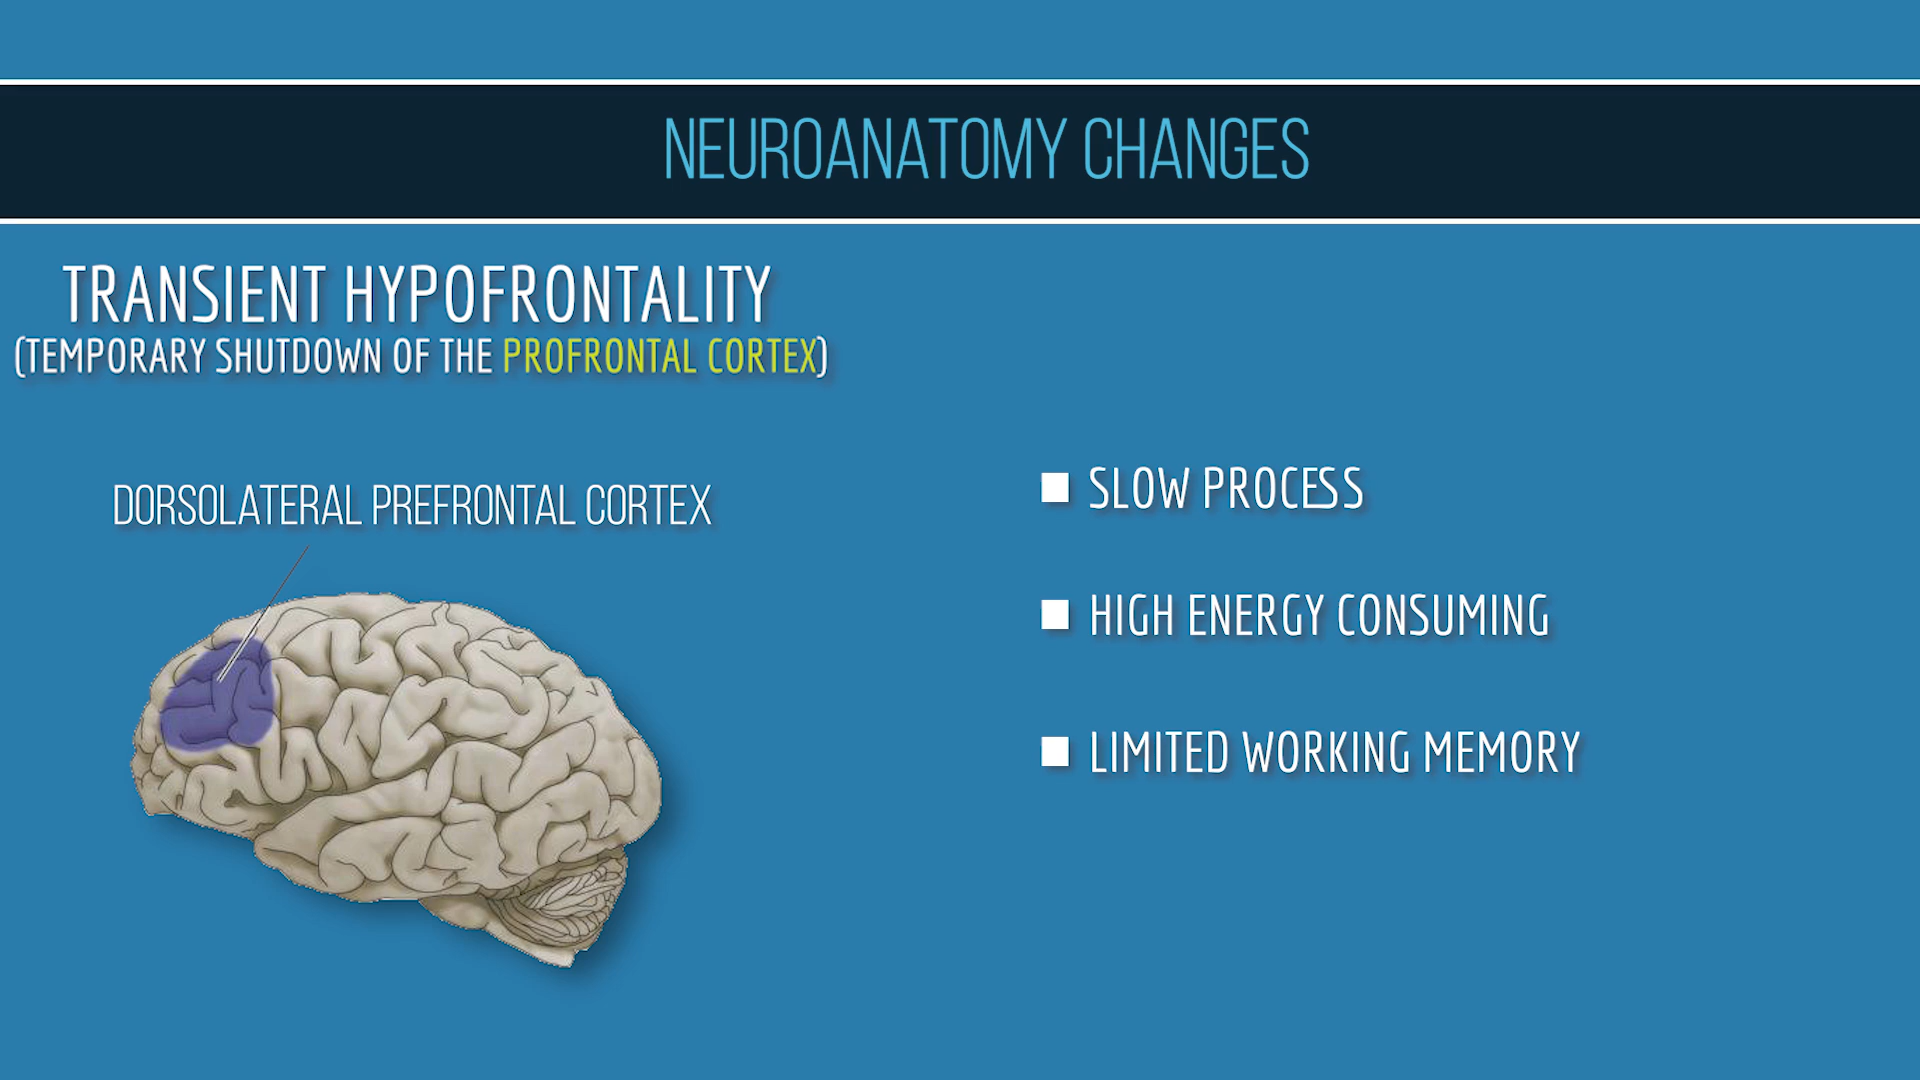 NEUROANATOMY CHANGES
TRANSIENT HYPOFRONTALITY
(TEMPORARY SHUTDOWN OF THE PROFRONTAL CORTEX)
DORSOLATERAL PREFRONTAL CORTEX
SLOW PROCESS
HIGH ENERGY CONSUMING
LIMITED WORKING MEMORY